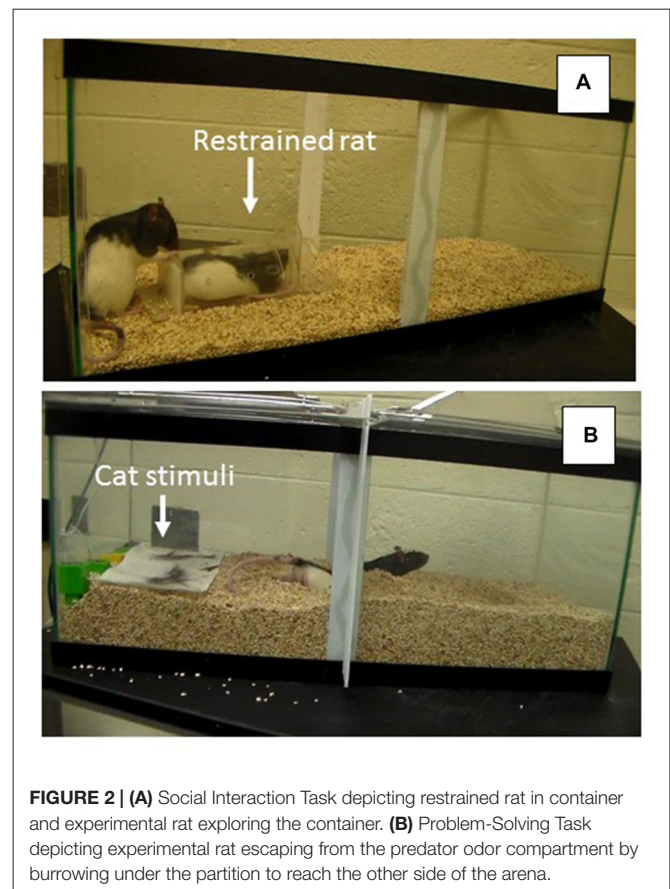 A
Restrained rat
B
Cat stimuli
FIGURE 2 | (A) Social Interaction Task depicting restrained rat in container
and experimental rat exploring the container. (B) Problem-Solving Task
depicting experimental rat escaping from the predator odor compartment by
burrowing under the partition to reach the other side of the arena.